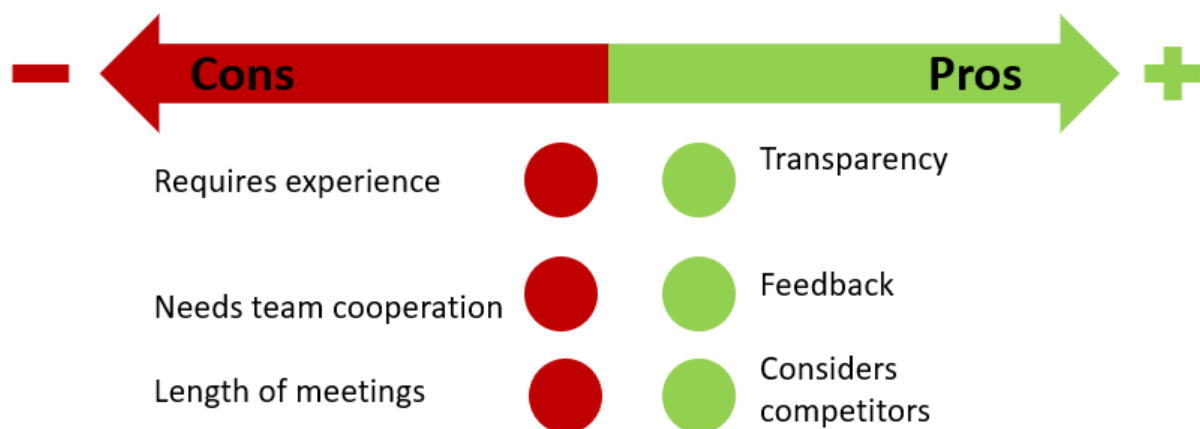 Cons
Pros
Requires experience
Transparency
Needs team cooperation
Feedback
Length of meetings
Considers
competitors